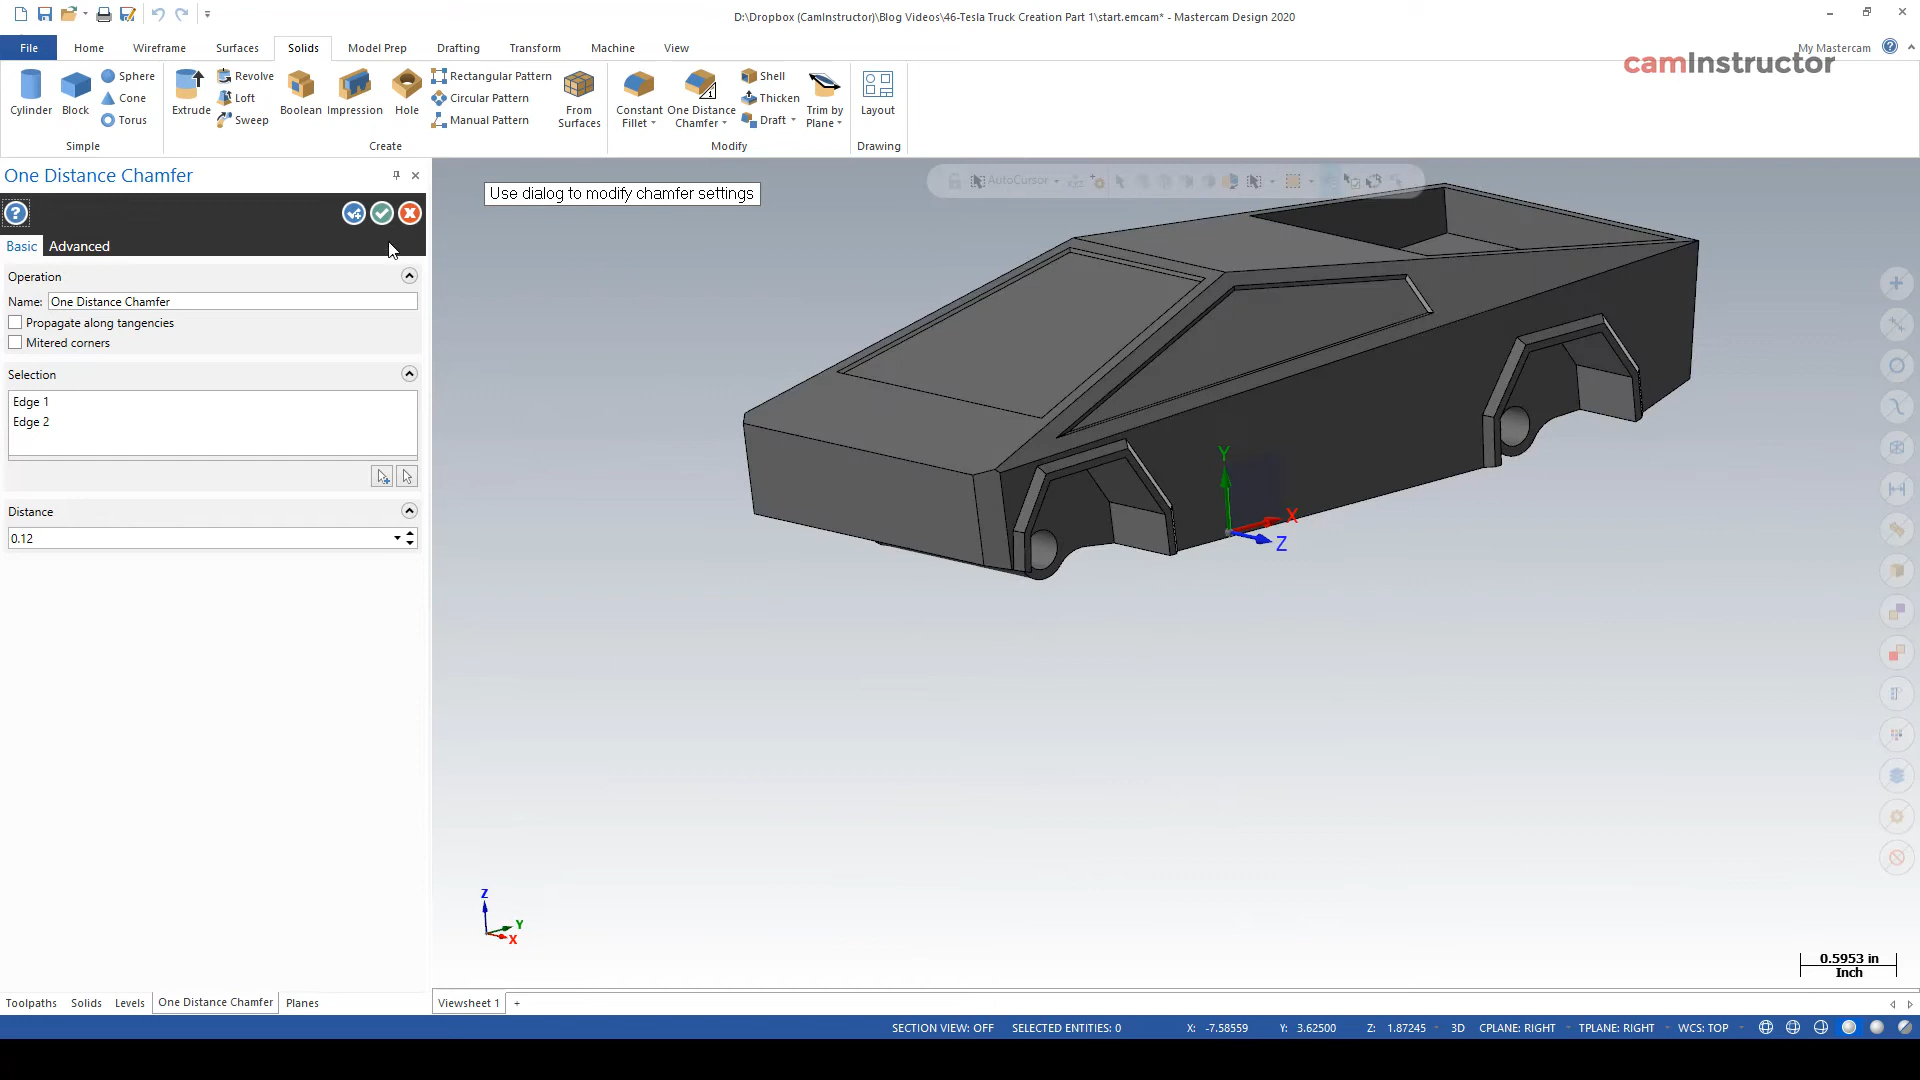 D:\Dropbox (CamInstructor)\Blog Videos\46-Tesla Truck Creation Part 1\start.emcam* - Mastercam Design 2020
File Home Wireframe Surfaces Solids Model Prep Drafting Transform Machine View My Mastercam
camInstructor
Cylinder Block Sphere Cone Torus
Simple
Extrude Revolve Loft Sweep Boolean Impression Hole Rectangular Pattern Circular Pattern Manual Pattern From Surfaces
Create
Constant Fillet One Distance Chamfer Shell Thicken Draft Trim by Plane
Modify
Layout
Drawing
One Distance Chamfer
Use dialog to modify chamfer settings
AutoCursor
Basic Advanced
Operation
Name: One Distance Chamfer
Propagate along tangencies
Mitered corners
Selection
Edge 1
Edge 2
Distance
0.12
Y
X
Z
Z
Y
X
0.5953 in
Inch
Toolpaths Solids Levels One Distance Chamfer Planes
Viewsheet 1 +
SECTION VIEW: OFF SELECTED ENTITIES: 0 X: -7.58559 Y: 3.62500 Z: 1.87245 3D CPLANE: RIGHT TPLANE: RIGHT WCS: TOP